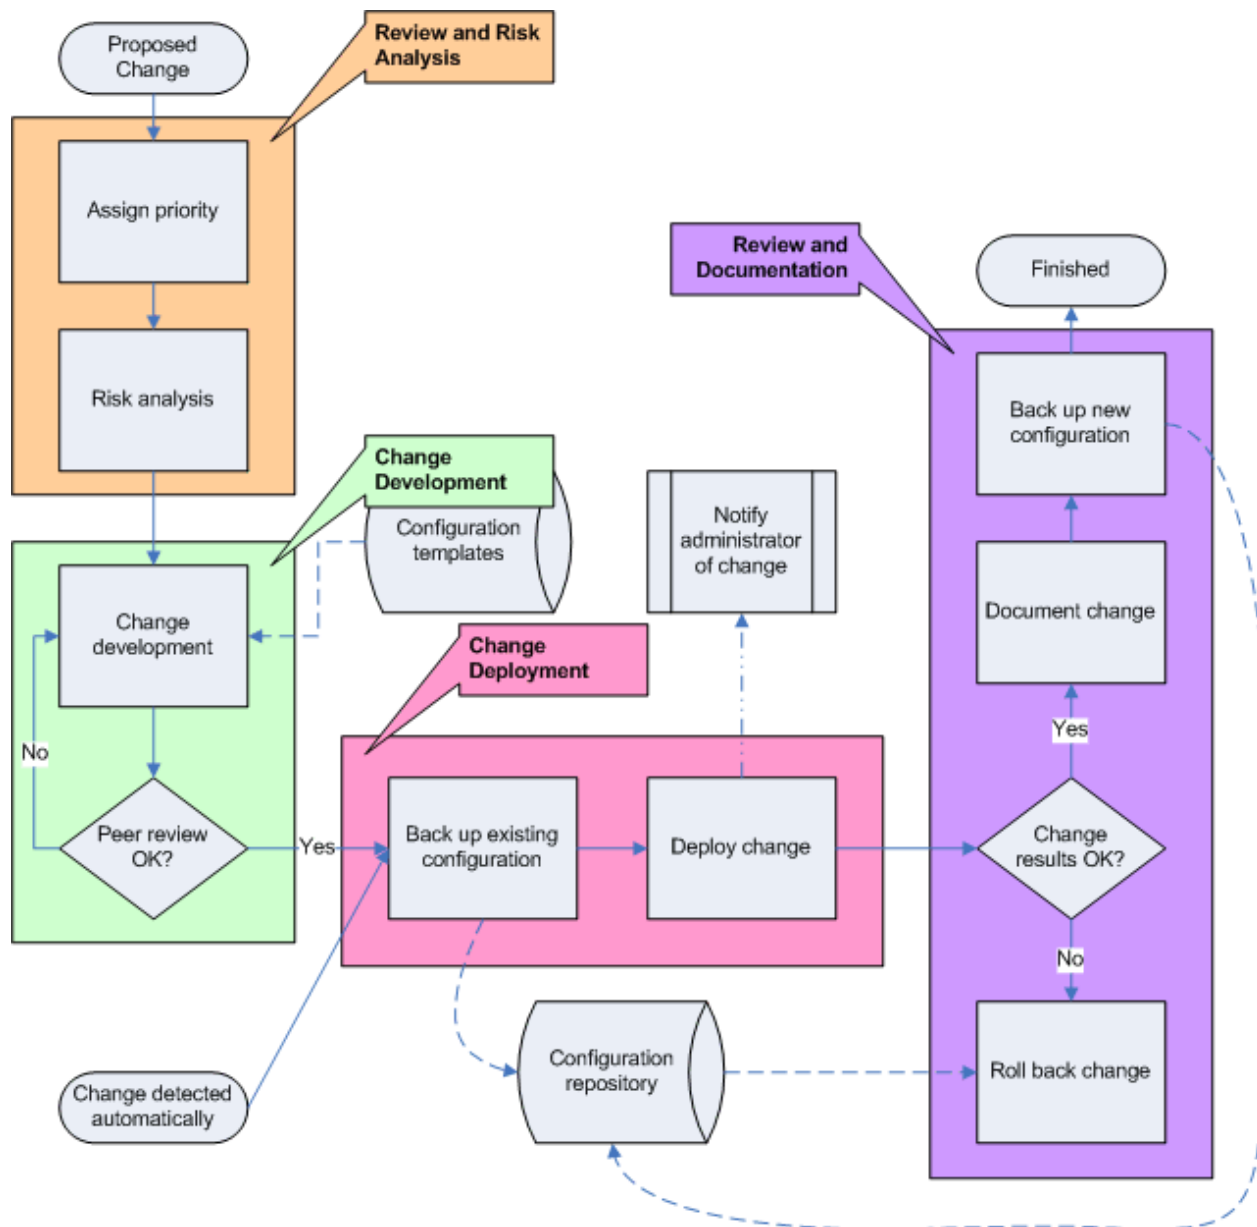 Proposed
Change
Review and Risk
Analysis
Assign priority
Risk analysis
Review and
Documentation
Finished
Back up new
configuration
Change
Development
Configuration
templates
Notify
administrator
of change
Document change
Change
development
Change
Deployment
No
Yes
Peer review
OK?
Yes
Back up existing
configuration
Deploy change
Change
results OK?
No
Configuration
repository
Roll back change
Change detected
automatically